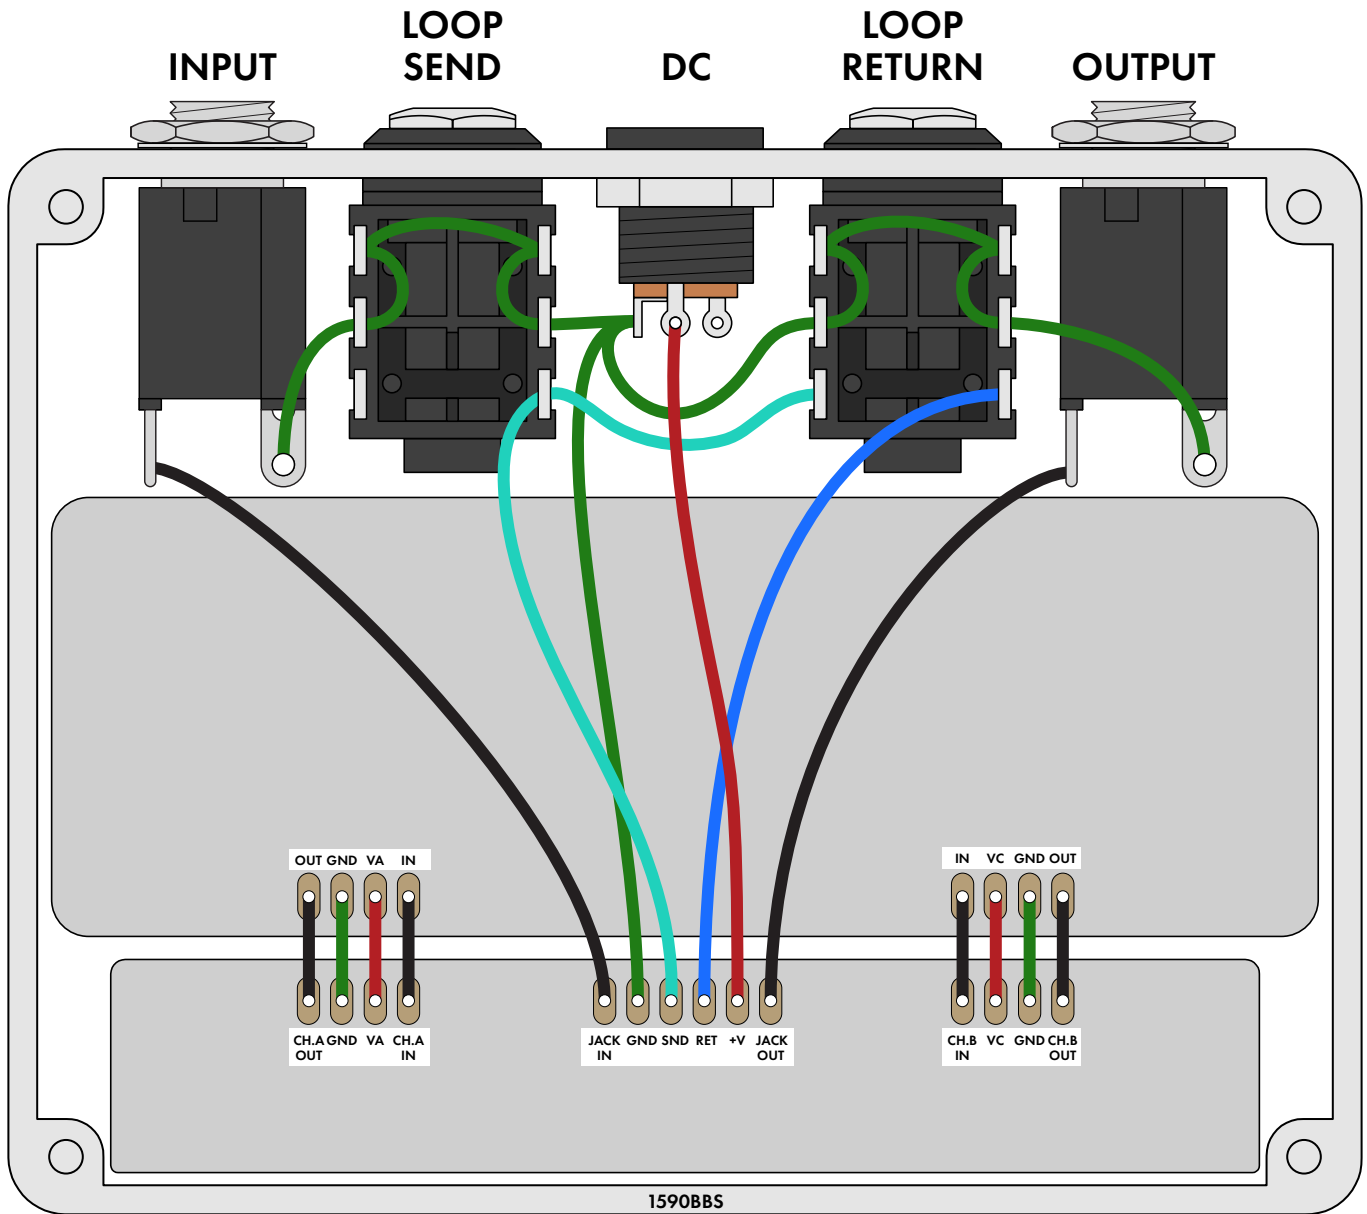 INPUT
LOOP
SEND
DC
LOOP
RETURN
OUTPUT
OUT GND VA IN
IN VC GND OUT
CH.A GND VA CH.A
OUT IN
JACK GND SND RET +V JACK
IN OUT
CH.B VC GND CH.B
IN OUT
1590BBS